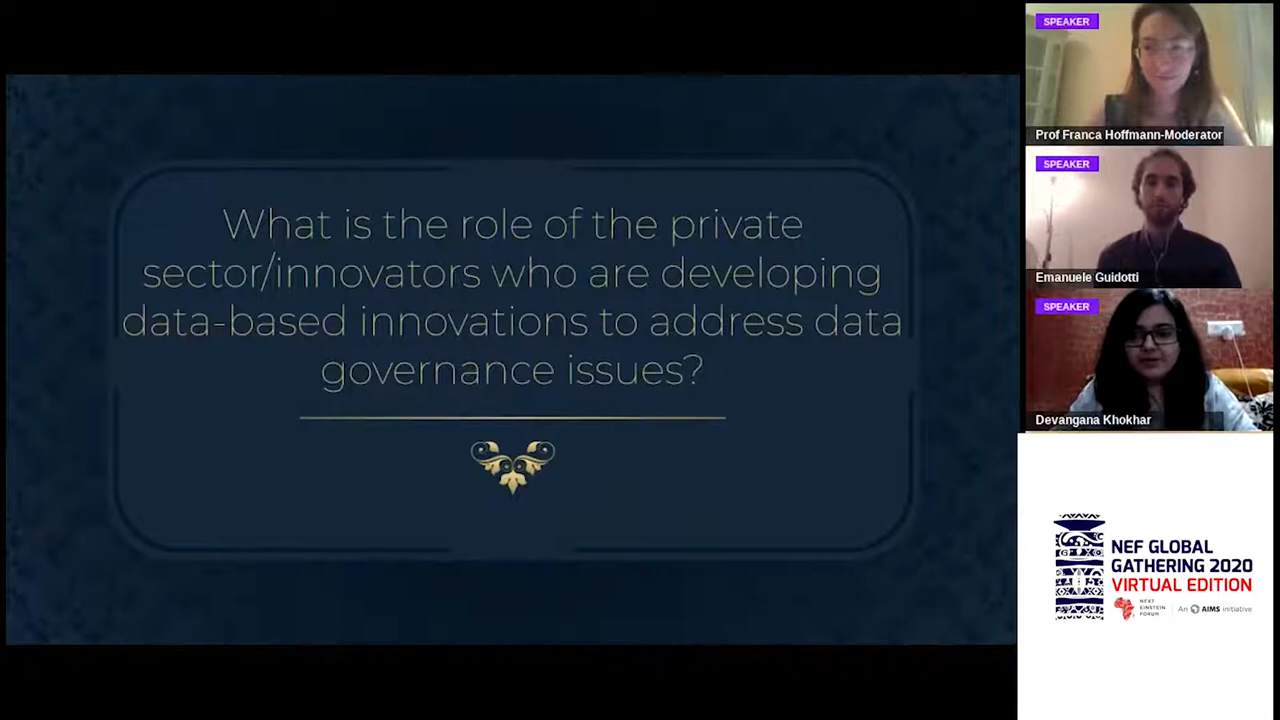 What is the role of the private
sector/innovators who are developing
data-based innovations to address data
governance issues?
SPEAKER
Prof Franca Hoffmann-Moderator
SPEAKER
Emanuele Guidotti
SPEAKER
Devangana Khokhar
NEF GLOBAL
GATHERING 2020
VIRTUAL EDITION
NEXT
EINSTEIN
FORUM
An AIMS initiative